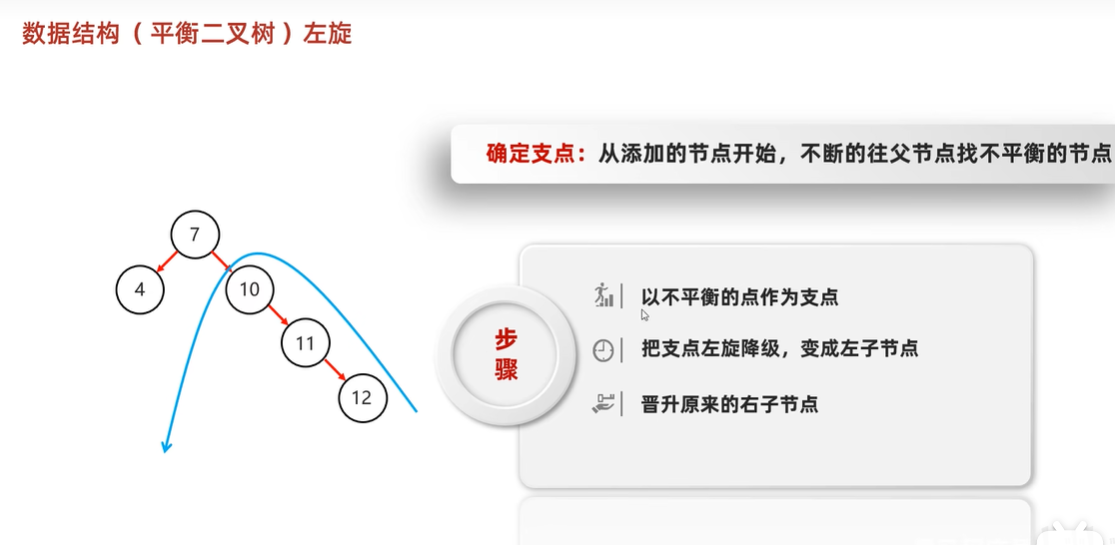 数据结构（平衡二叉树）左旋
确定支点：从添加的节点开始，不断的往父节点找不平衡的节点
7
4
10
11
12
步
骤
以不平衡的点作为支点
把支点左旋降级，变成左子节点
晋升原来的右子节点